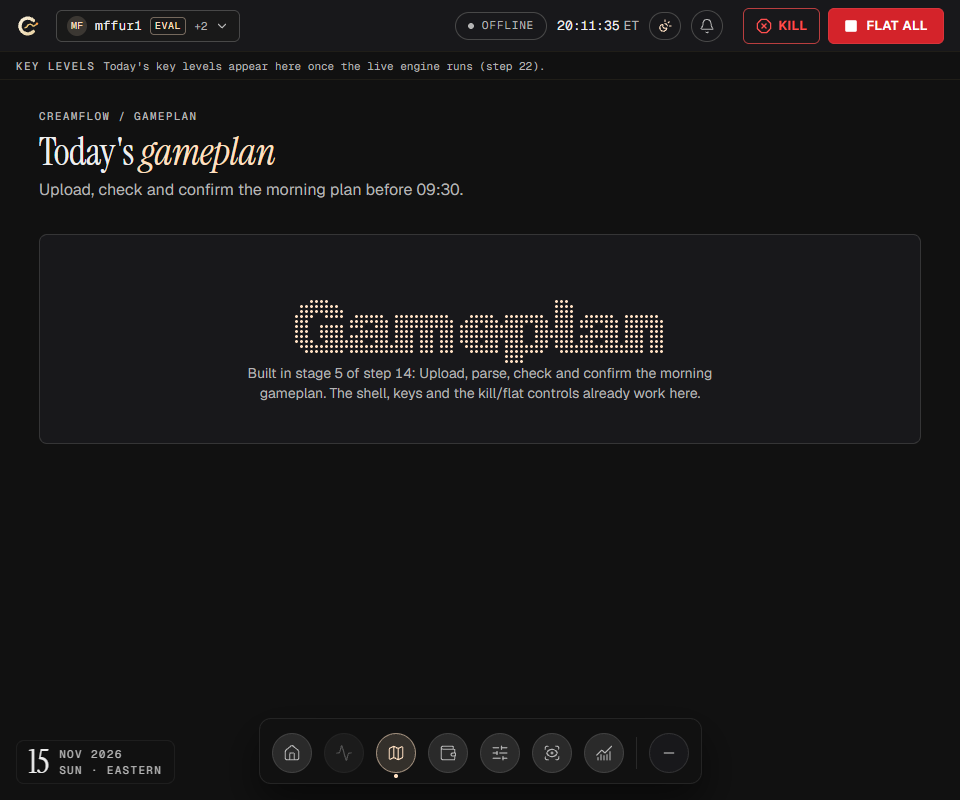 MF mffur1 EVAL +2
OFFLINE 20:11:35 ET KILL FLAT ALL
KEY LEVELS Today's key levels appear here once the live engine runs (step 22).
CREAMFLOW / GAMEPLAN
Today's gameplan
Upload, check and confirm the morning plan before 09:30.
Gameplan
Built in stage 5 of step 14: Upload, parse, check and confirm the morning
gameplan. The shell, keys and the kill/flat controls already work here.
15 NOV 2026
SUN · EASTERN